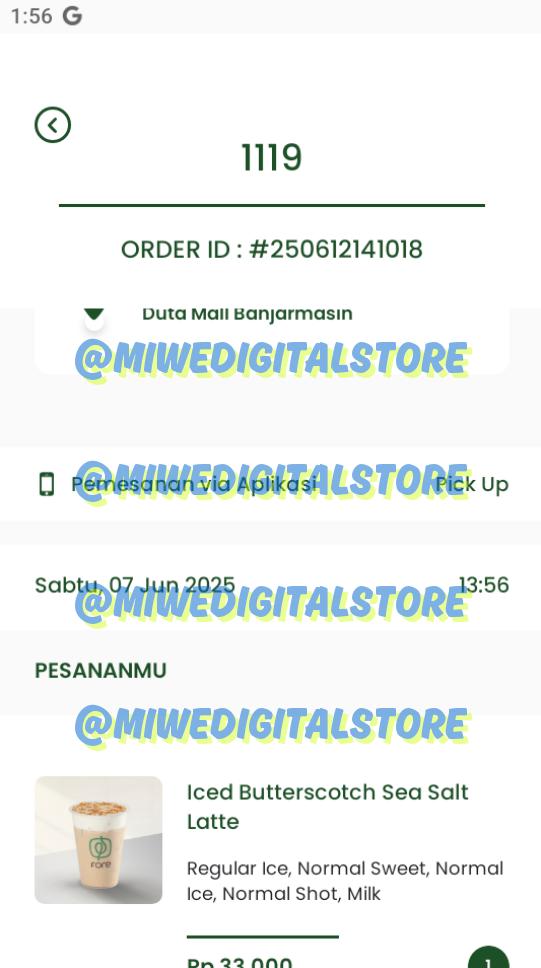 1:56 G
1119
ORDER ID : #250612141018
Duta Mall Banjarmasin
@MIWEDIGITALSTORE
Pemesanan via Aplikasi Pick Up
@MIWEDIGITALSTORE
Sabtu, 07 Jun 2025 13:56
@MIWEDIGITALSTORE
PESANANMU
@MIWEDIGITALSTORE
Iced Butterscotch Sea Salt
Latte
fore
Regular Ice, Normal Sweet, Normal
Ice, Normal Shot, Milk
Rp 33.000 1